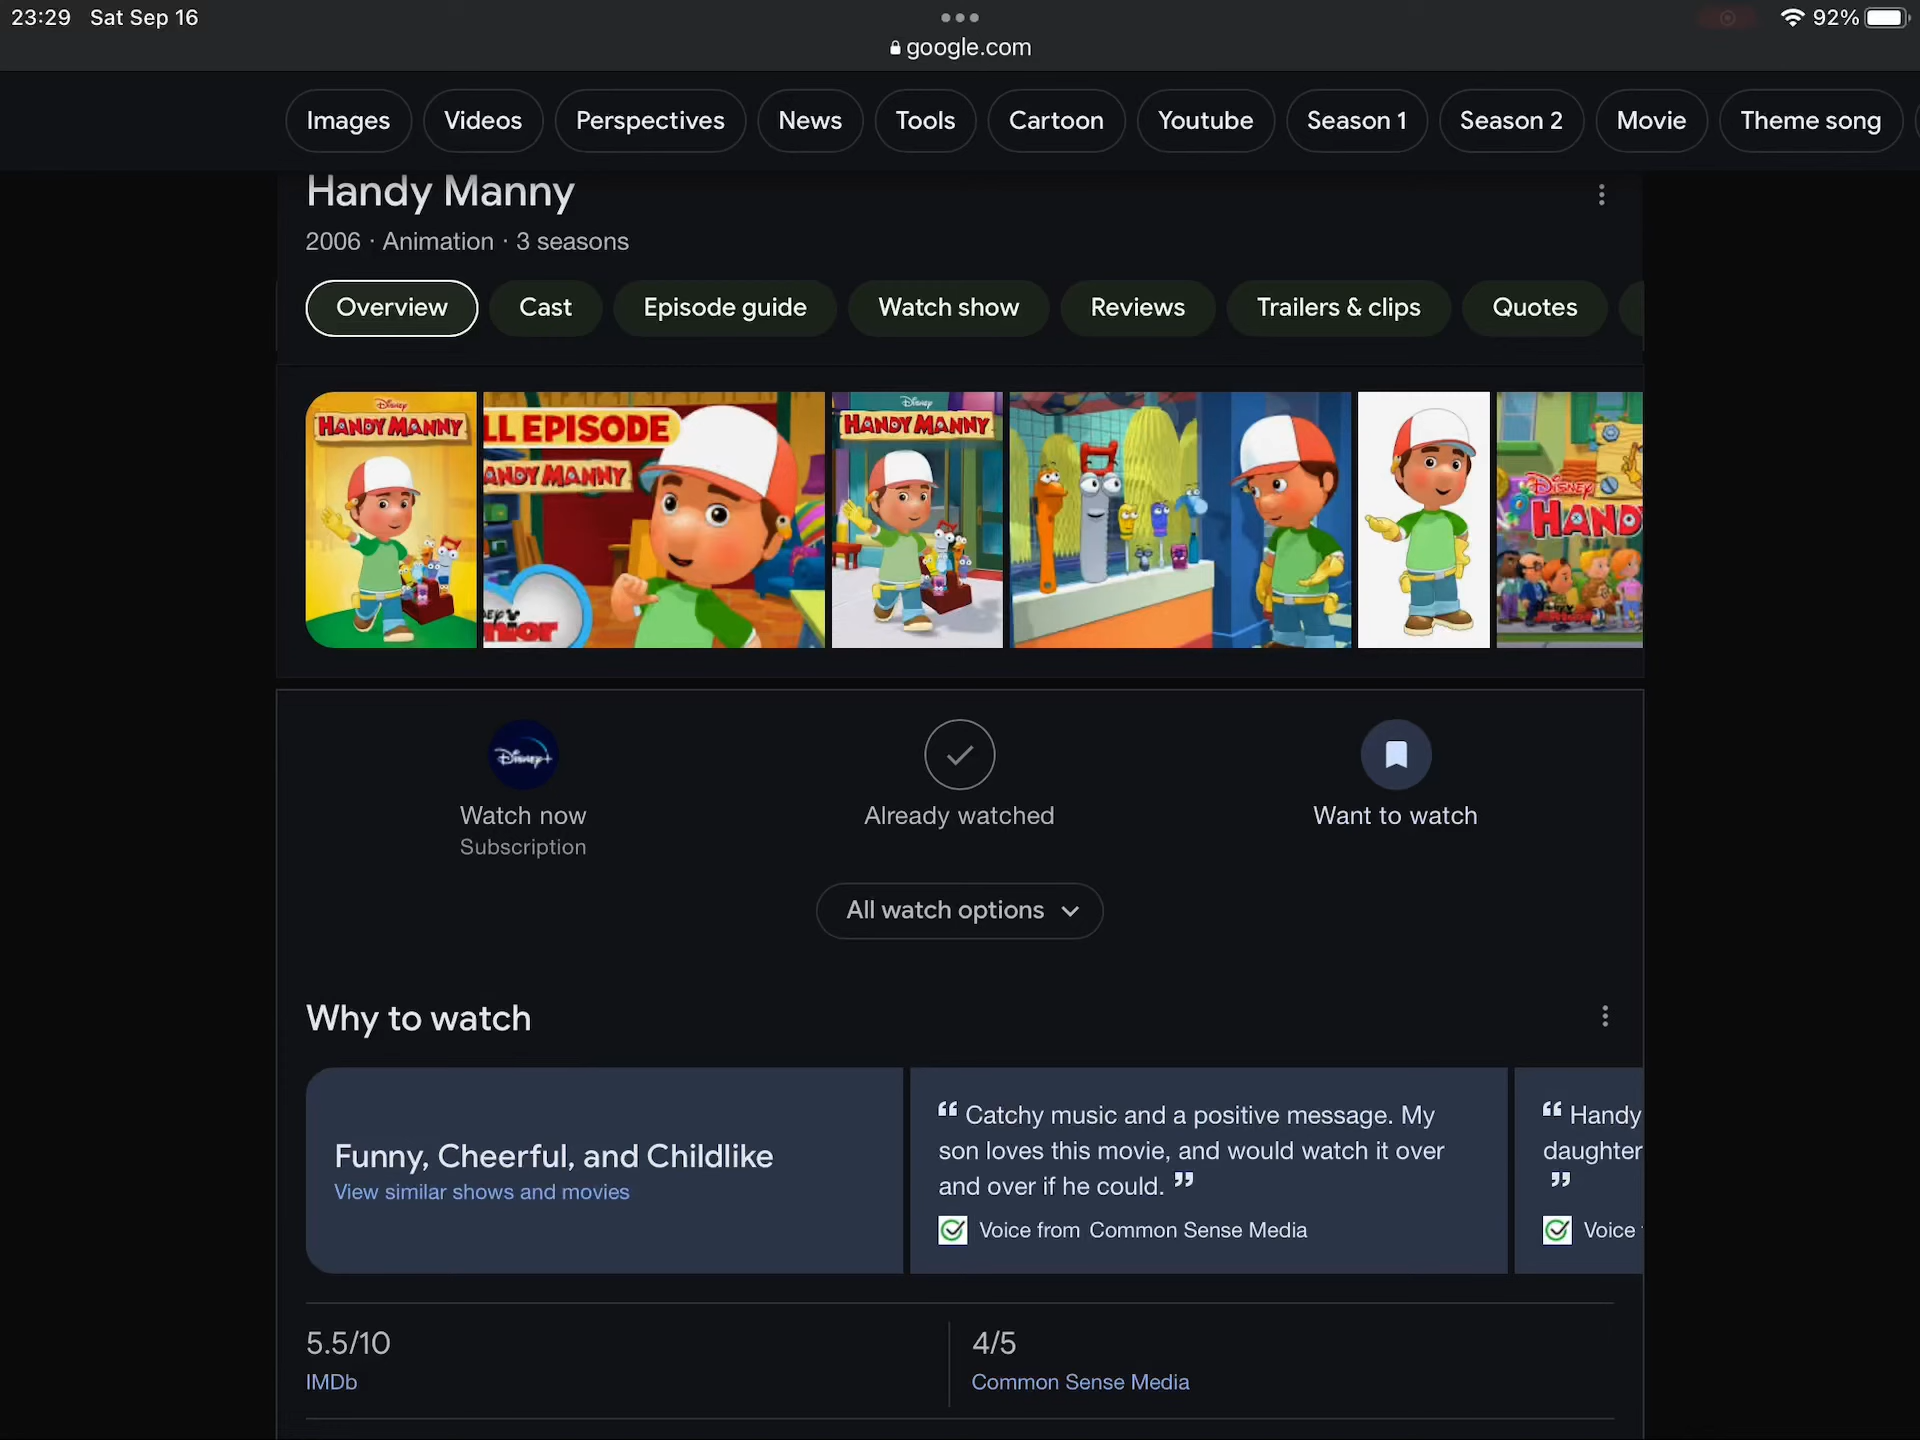 23:29 Sat Sep 16
92%
google.com
Images
Videos
Perspectives
News
Tools
Cartoon
Youtube
Season 1
Season 2
Movie
Theme song
Handy Manny
2006 · Animation · 3 seasons
Overview
Cast
Episode guide
Watch show
Reviews
Trailers & clips
Quotes
Disney
HANDY MANNY
LL EPISODE
ANDY MANNY
Disney
HANDY MANNY
Disney
HAND
Disney+
Watch now
Subscription
Already watched
Want to watch
All watch options
Why to watch
Funny, Cheerful, and Childlike
View similar shows and movies
“ Catchy music and a positive message. My
son loves this movie, and would watch it over
and over if he could. ”
Voice from Common Sense Media
“ Handy
daughter
”
Voice
5.5/10
IMDb
4/5
Common Sense Media